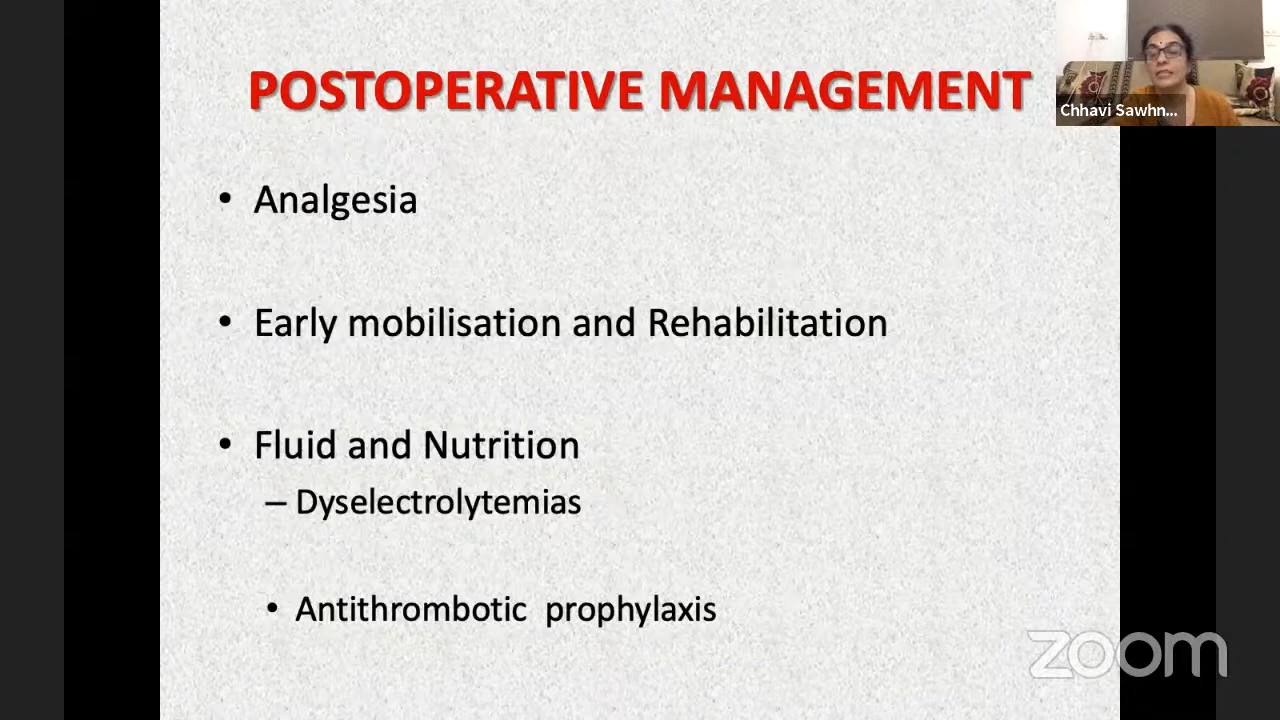 POSTOPERATIVE MANAGEMENT
Chhavi Sawhn...
• Analgesia
• Early mobilisation and Rehabilitation
• Fluid and Nutrition
– Dyselectrolytemias
• Antithrombotic prophylaxis
zoom